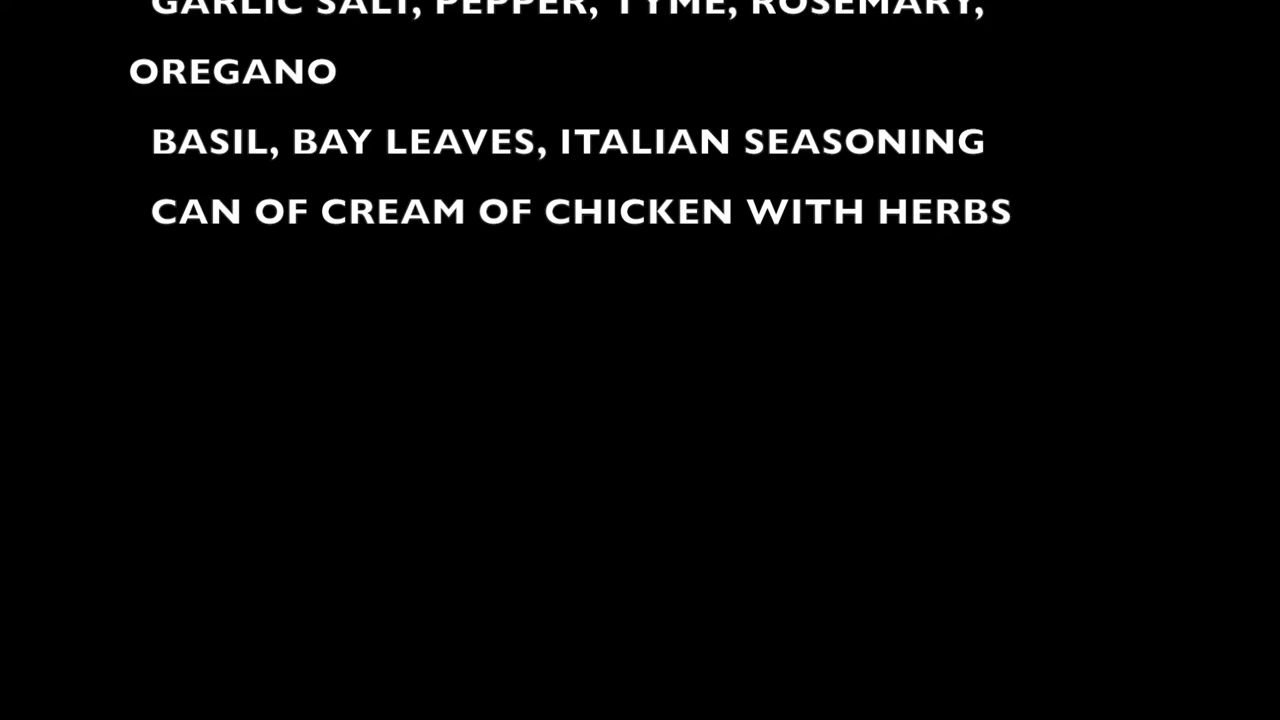 GARLIC SALT, PEPPER, TYME, ROSEMARY,
OREGANO
BASIL, BAY LEAVES, ITALIAN SEASONING
CAN OF CREAM OF CHICKEN WITH HERBS